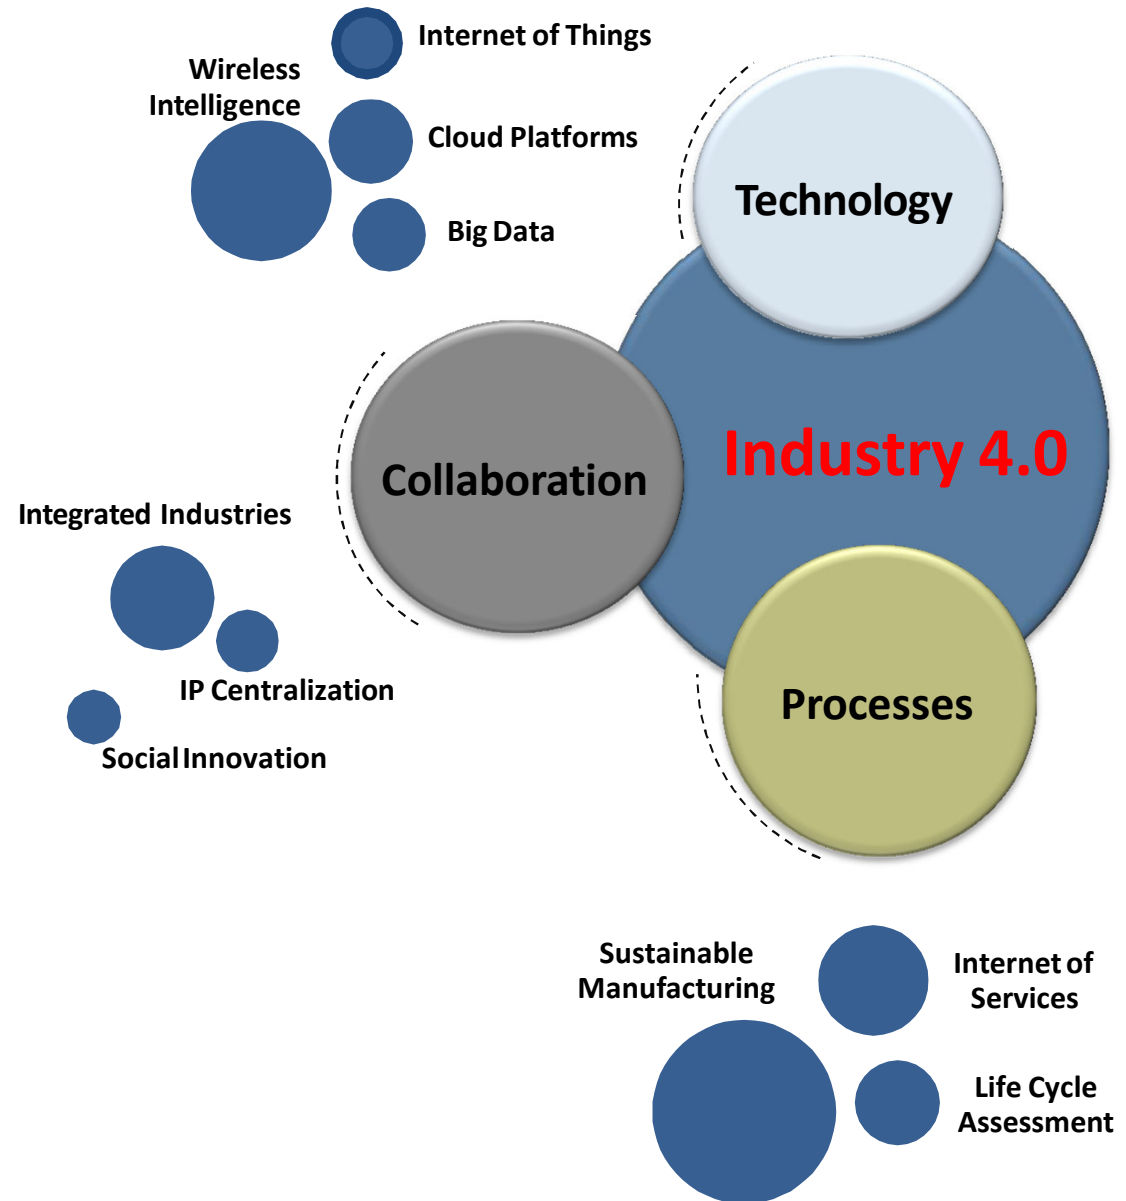 Internet of Things
Wireless
Intelligence
Cloud Platforms
Technology
Big Data
Industry 4.0
Collaboration
Integrated Industries
IP Centralization
Processes
Social Innovation
Sustainable
Manufacturing
Internet of
Services
Life Cycle
Assessment